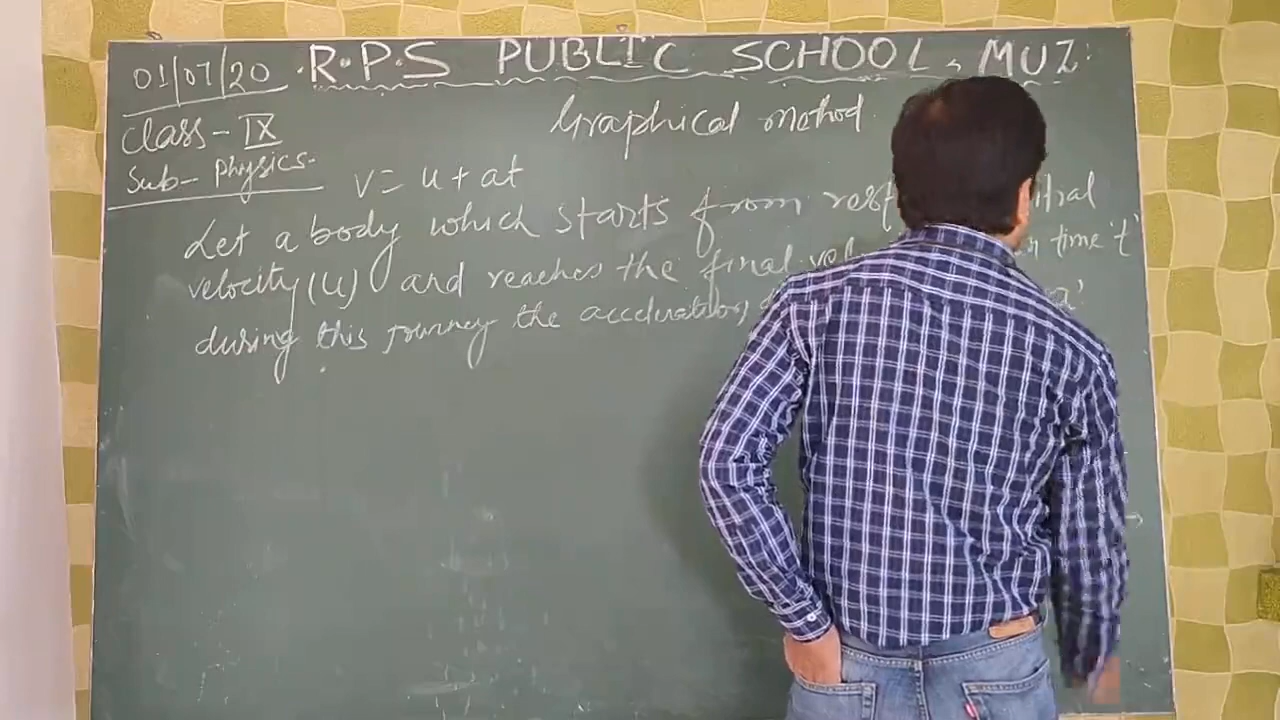 01/07/20 R.P.S PUBLIC SCHOOL, MUZ.
Class - IX
Sub - Physics.
Graphical method
v = u + at
Let a body which starts from rest
velocity (u) and reaches the final time 't'
during this journey the